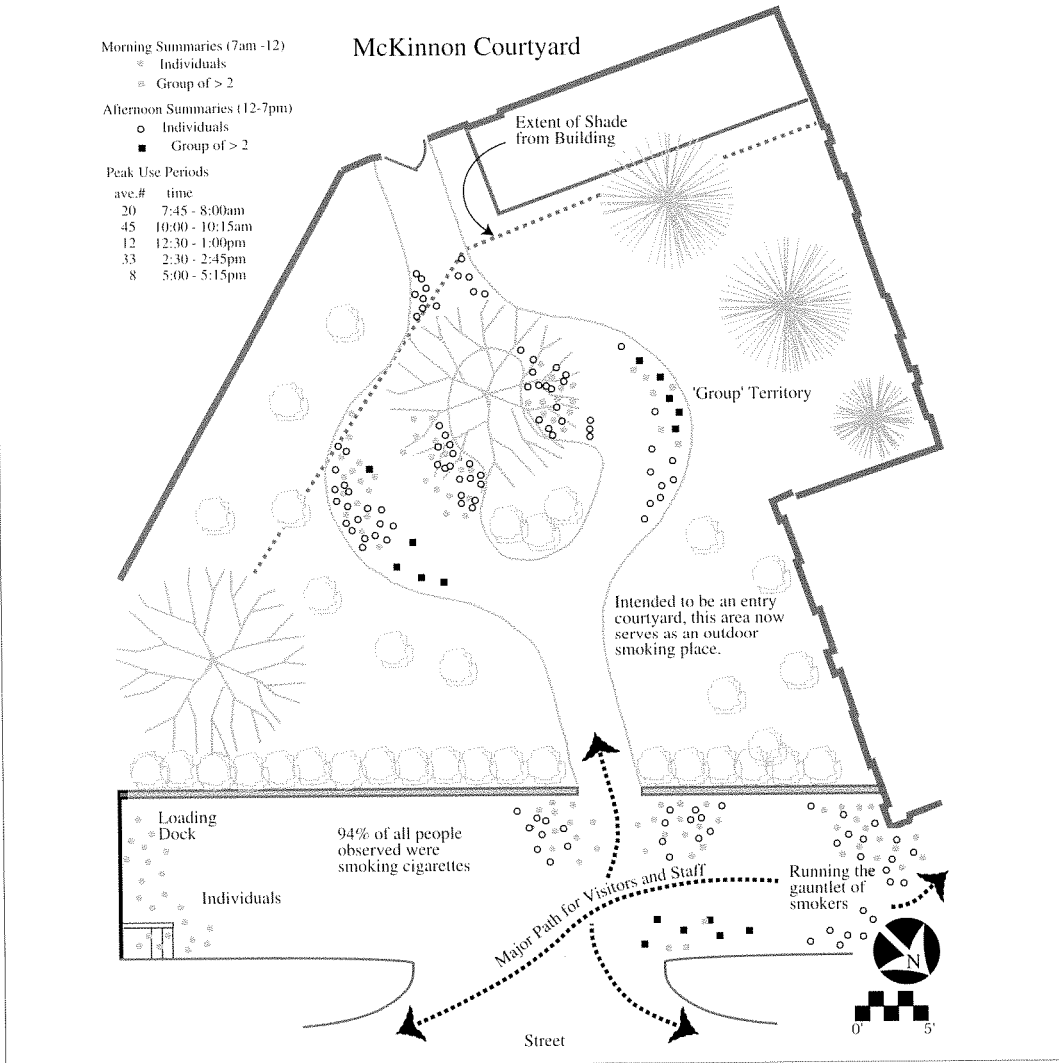 McKinnon Courtyard
Morning Summaries (7am -12)
Individuals
Group of > 2
Afternoon Summaries (12-7pm)
Individuals
Group of > 2
Peak Use Periods
ave.# time
20 7:45 - 8:00am
45 10:00 - 10:15am
12 12:30 - 1:00pm
33 2:30 - 2:45pm
8 5:00 - 5:15pm
Extent of Shade
from Building
'Group' Territory
Intended to be an entry
courtyard, this area now
serves as an outdoor
smoking place.
Loading
Dock
94% of all people
observed were
smoking cigarettes
Individuals
Major Path for Visitors and Staff
Running the
gauntlet of
smokers
N
0' 5'
Street